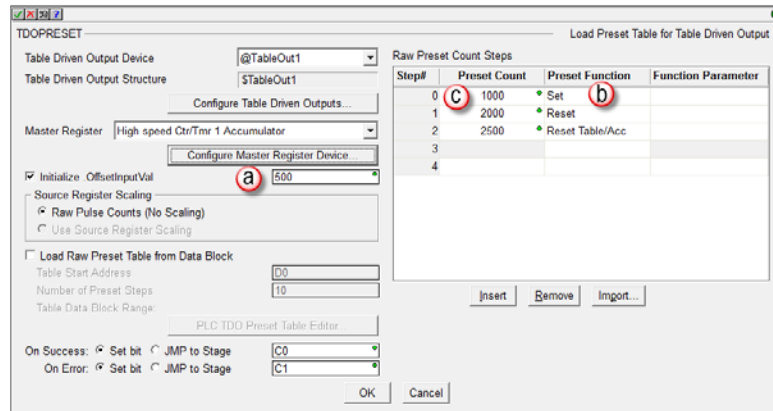 TDOPRESET
Load Preset Table for Table Driven Output
Table Driven Output Device @TableOut1
Table Driven Output Structure $TableOut1
Configure Table Driven Outputs...
Master Register High speed Ctr/Tmr 1 Accumulator
Configure Master Register Device...
Initialize .OffsetInputVal a 500
Source Register Scaling
Raw Pulse Counts (No Scaling)
Use Source Register Scaling
Load Raw Preset Table from Data Block
Table Start Address D0
Number of Preset Steps 10
Table Data Block Range:
PLC TDO Preset Table Editor...
On Success: Set bit JMP to Stage C0
On Error: Set bit JMP to Stage C1
Raw Preset Count Steps
Step# Preset Count Preset Function Function Parameter
0 c 1000 Set b
1 2000 Reset
2 2500 Reset Table/Acc
3
4
Insert Remove Import...
OK Cancel